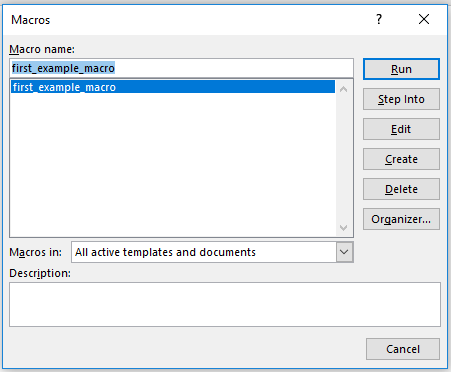 Macros ? ×
Macro name:
first_example_macro
first_example_macro
Run
Step Into
Edit
Create
Delete
Organizer...
Macros in: All active templates and documents
Description:
Cancel